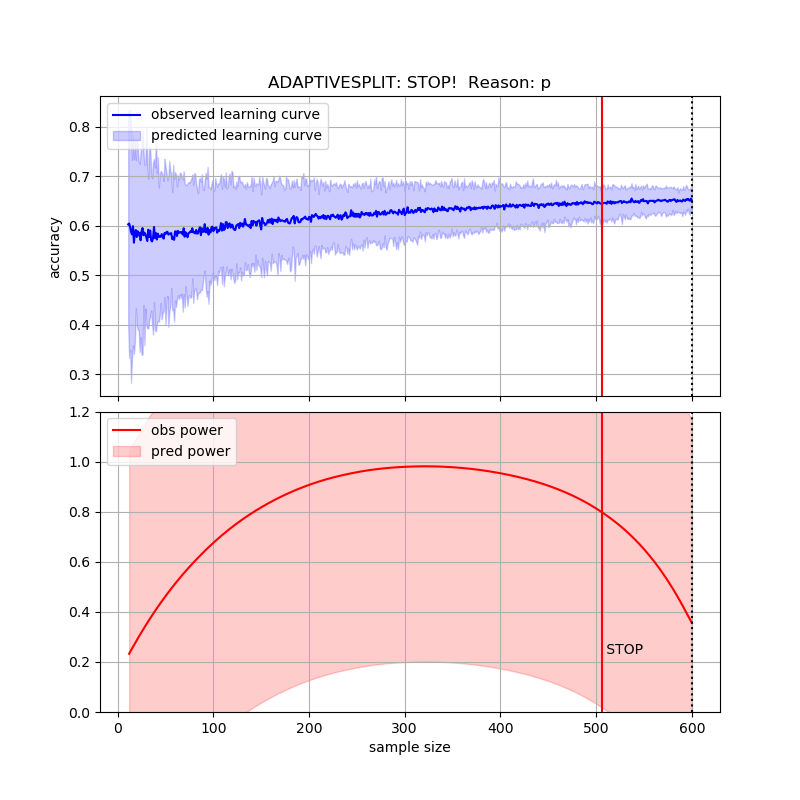 ADAPTIVESPLIT: STOP!  Reason: p
observed learning curve
predicted learning curve
accuracy
0.8
0.7
0.6
0.5
0.4
0.3
obs power
pred power
1.2
1.0
0.8
0.6
0.4
0.2
0.0
STOP
0 100 200 300 400 500 600
sample size